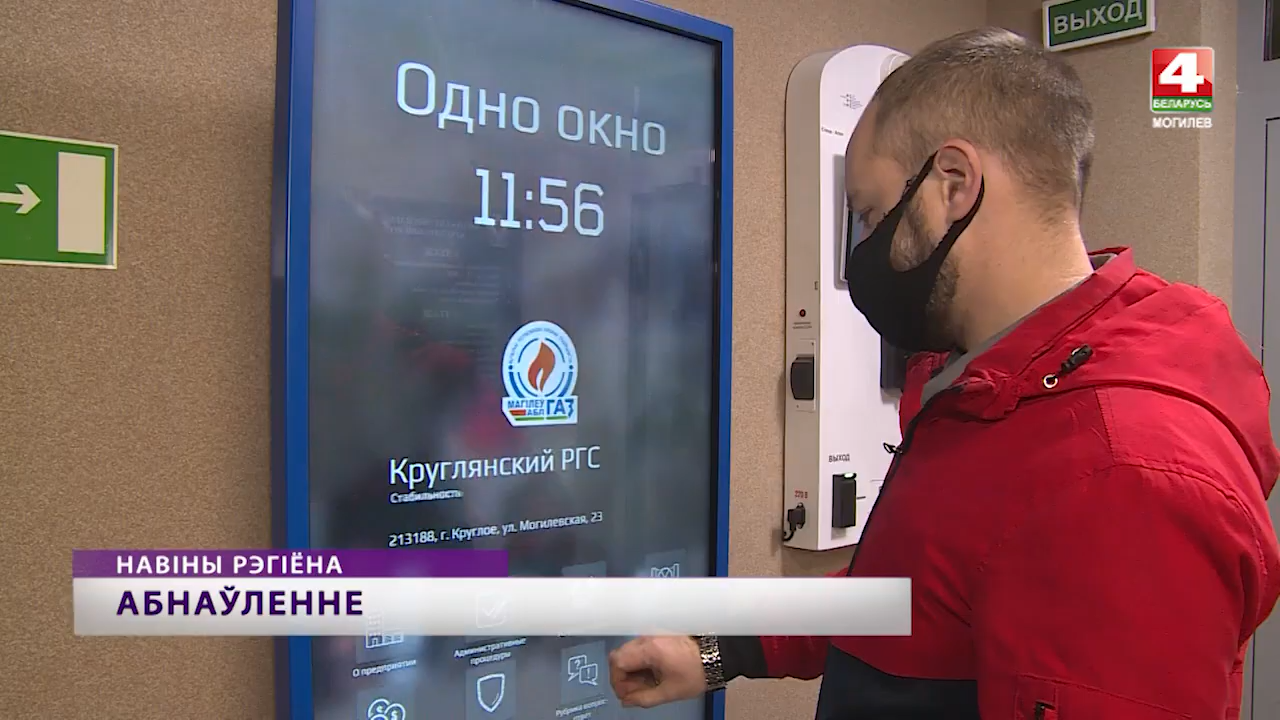 ВЫХОД
4
БЕЛАРУСЬ
МОГИЛЕВ
Одно окно
11:56
МАГІЛЕЎ
АБЛ ГАЗ
Круглянский РГС
Стабильность
213188, г. Круглое, ул. Могилевская, 23
ВЫХОД
220 В
НАВІНЫ РЭГІЁНА
АБНАЎЛЕННЕ
О предприятии
Административные
процедуры
Рубрика вопрос-
ответ